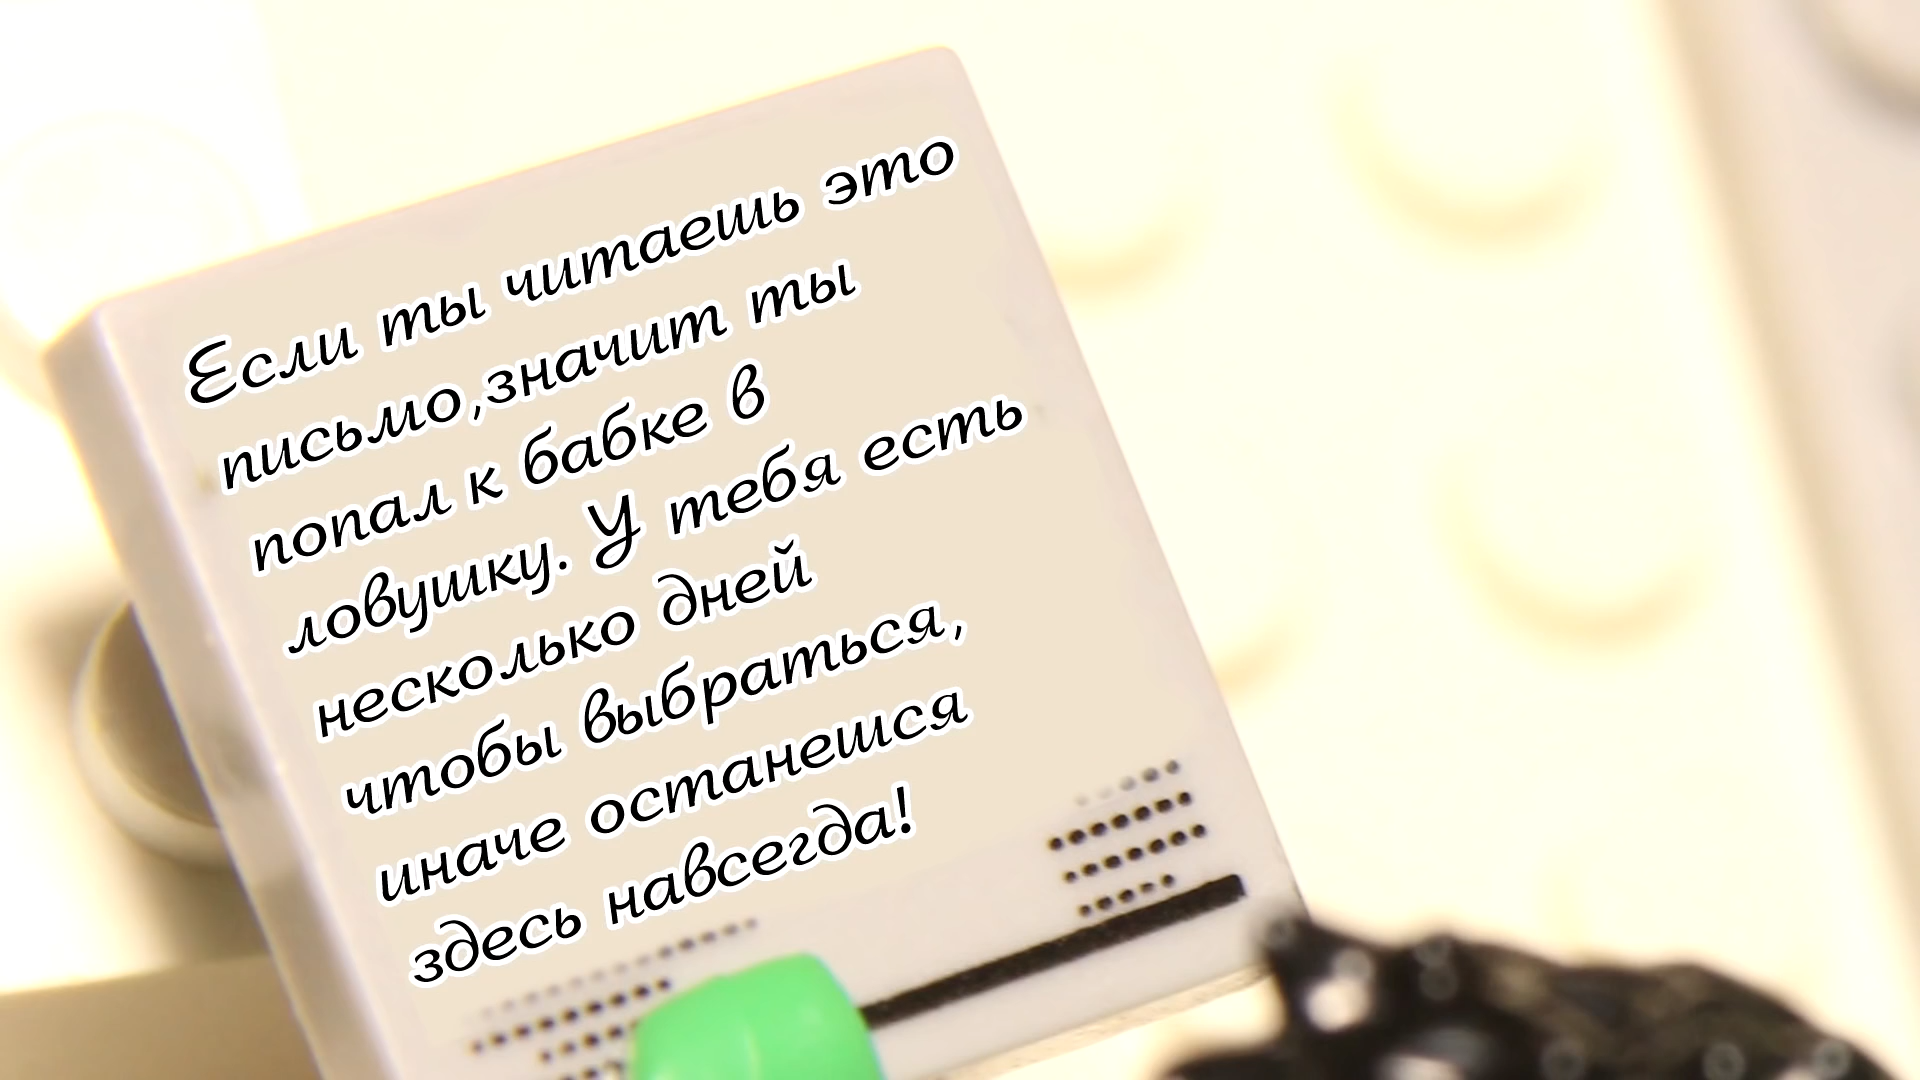 Если ты читаешь это
письмо,значит ты
попал к бабке в
ловушку. У тебя есть
несколько дней
чтобы выбраться,
иначе останешся
здесь навсегда!